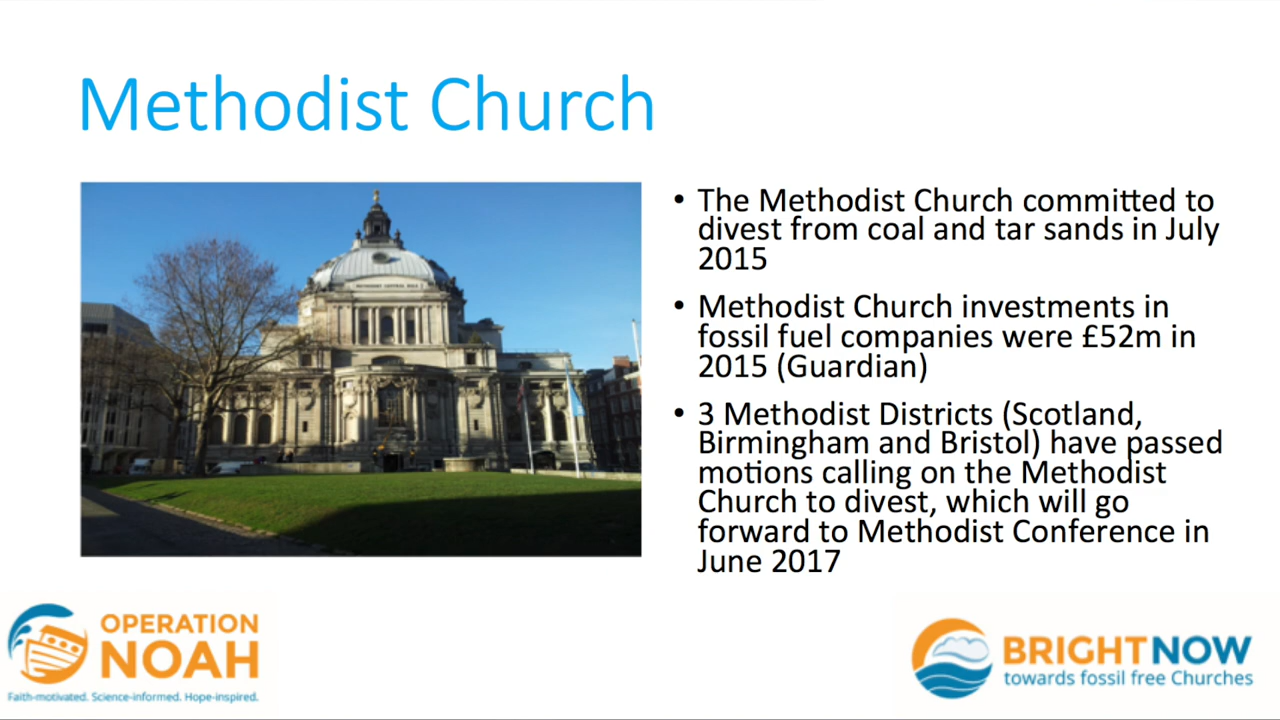 Methodist Church
METHODIST CENTRAL HALL
• The Methodist Church committed to
divest from coal and tar sands in July
2015
• Methodist Church investments in
fossil fuel companies were £52m in
2015 (Guardian)
• 3 Methodist Districts (Scotland,
Birmingham and Bristol) have passed
motions calling on the Methodist
Church to divest, which will go
forward to Methodist Conference in
June 2017
OPERATION
NOAH
Faith-motivated. Science-informed. Hope-inspired.
BRIGHTNOW
towards fossil free Churches